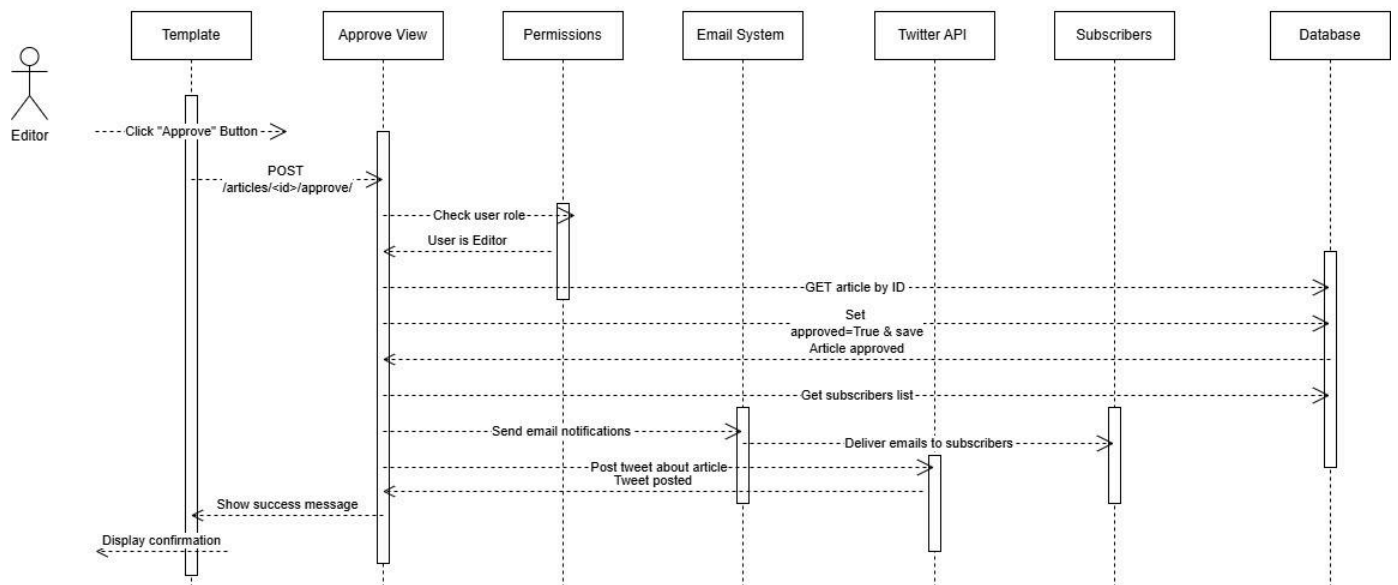 Template
Approve View
Permissions
Email System
Twitter API
Subscribers
Database
Editor
Click "Approve" Button
POST
/articles/<id>/approve/
Check user role
User is Editor
GET article by ID
Set
approved=True & save
Article approved
Get subscribers list
Send email notifications
Deliver emails to subscribers
Post tweet about article
Tweet posted
Show success message
Display confirmation